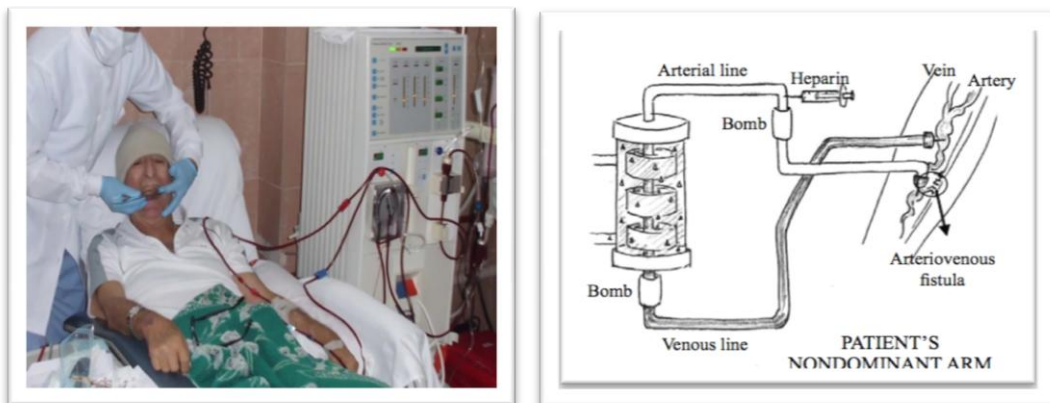 Arterial line
Heparin
Bomb
Vein
Artery
Arteriovenous
fistula
Bomb
Venous line
PATIENT'S
NONDOMINANT ARM